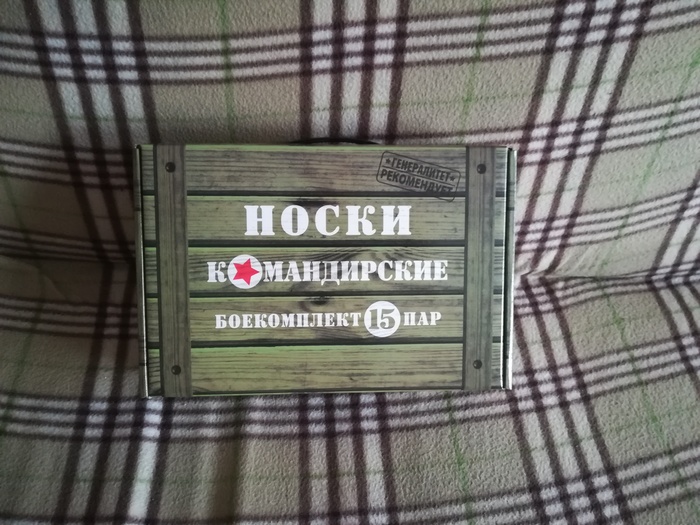 ★ГЕНЕРАЛИТЕТ★
РЕКОМЕНДУЕТ
НОСКИ
КОМАНДИРСКИЕ
БОЕКОМПЛЕКТ 15 ПАР